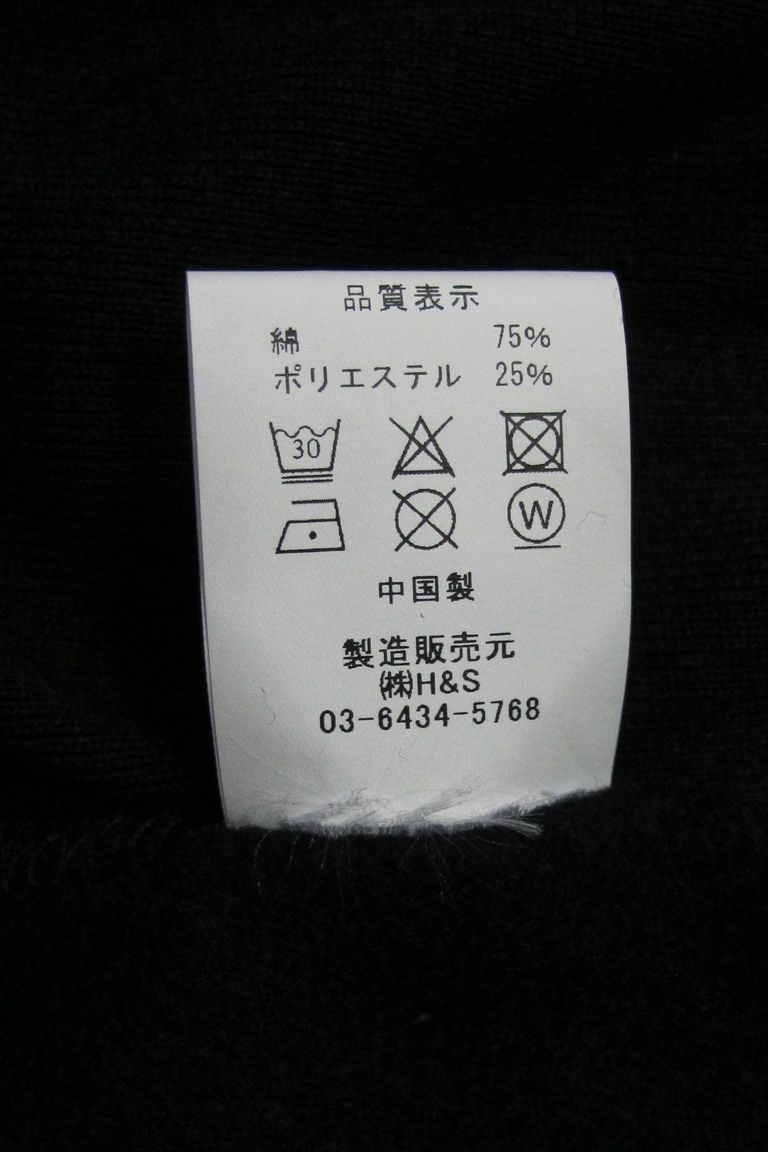 品質表示
綿 75%
ポリエステル 25%
30
W
中国製
製造販売元
㈱H&S
03-6434-5768